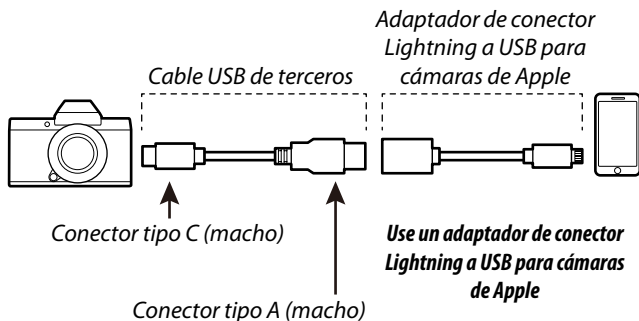 Adaptador de conector
Lightning a USB para
cámaras de Apple
Cable USB de terceros
Conector tipo C (macho)
Conector tipo A (macho)
Use un adaptador de conector
Lightning a USB para cámaras
de Apple